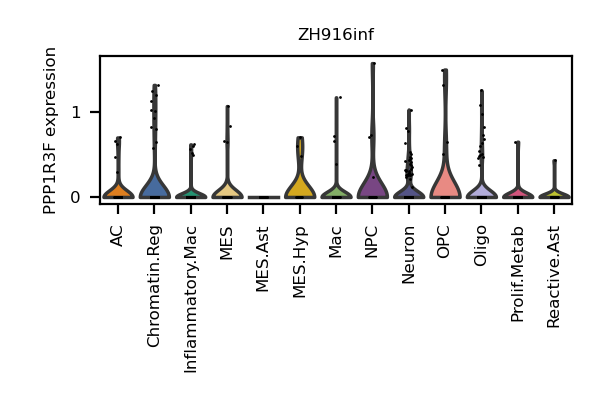 ZH916inf
PPP1R3F expression
1
0
AC
Chromatin.Reg
Inflammatory.Mac
MES
MES.Ast
MES.Hyp
Mac
NPC
Neuron
OPC
Oligo
Prolif.Metab
Reactive.Ast